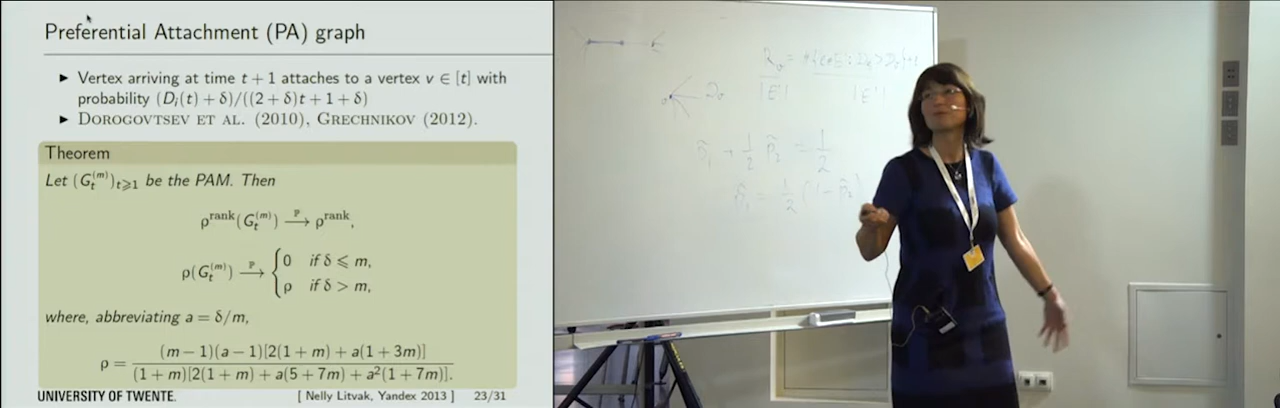 Preferential Attachment (PA) graph
▶ Vertex arriving at time t + 1 attaches to a vertex v ∈ [t] with
probability (D_i(t) + δ)/((2 + δ)t + 1 + δ)
▶ DOROGOVTSEV ET AL. (2010), GRECHNIKOV (2012).
Theorem
Let (G_t^(m))_{t⩾1} be the PAM. Then
ρ^rank(G_t^(m)) —ℙ→ ρ^rank,
ρ(G_t^(m)) —ℙ→ { 0 if δ ⩽ m,
ρ if δ > m,
where, abbreviating a = δ/m,
ρ = (m − 1)(a − 1)[2(1 + m) + a(1 + 3m)] / (1 + m)[2(1 + m) + a(5 + 7m) + a²(1 + 7m)].
UNIVERSITY OF TWENTE. [ Nelly Litvak, Yandex 2013 ] 23/31